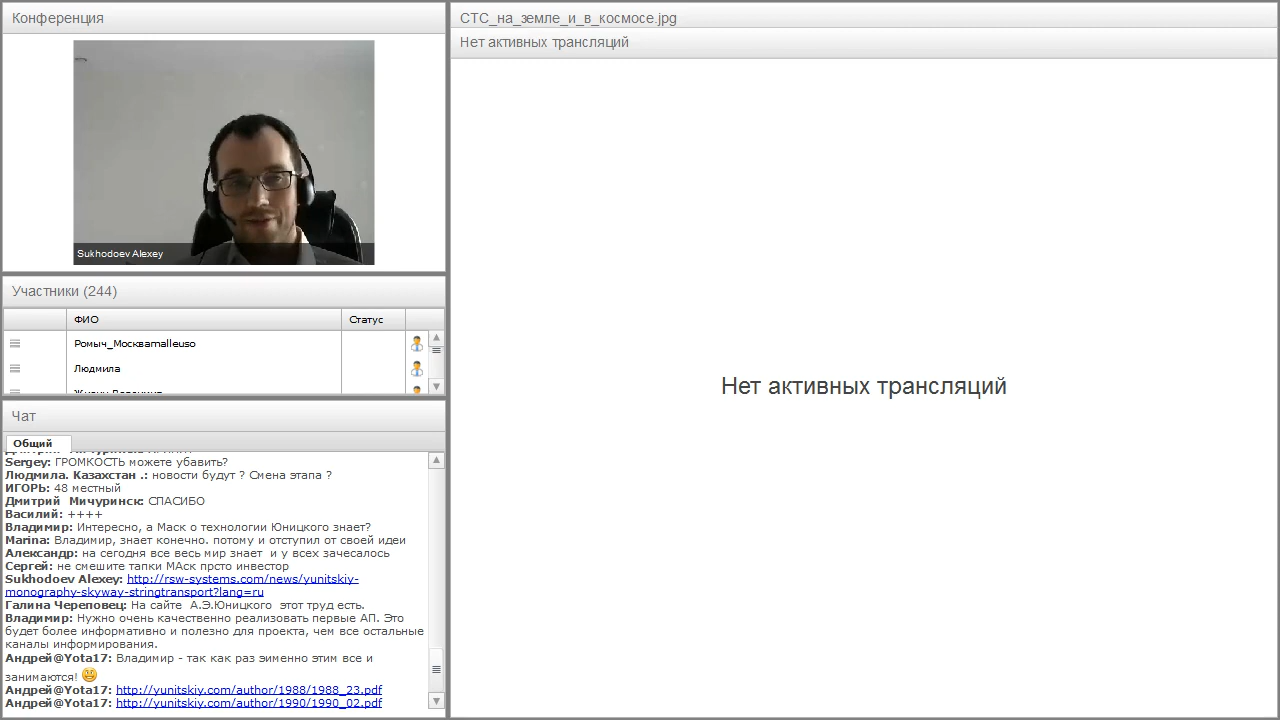 Конференция
Sukhodoev Alexey
Участники (244)
ФИО
Статус
Ромыч_Москваmalleuso
Людмила
Чат
Общий
Sergey: ГРОМКОСТЬ можете убавить?
Людмила. Казахстан .: новости будут ? Смена этапа ?
ИГОРЬ: 48 местный
Дмитрий  Мичуринск: СПАСИБО
Василий: ++++
Владимир: Интересно, а Маск о технологии Юницкого знает?
Marina: Владимир, знает конечно. потому и отступил от своей идеи
Александр: на сегодня все весь мир знает  и у всех зачесалось
Сергей: не смешите тапки МАск прсто инвестор
Sukhodoev Alexey: http://rsw-systems.com/news/yunitskiy-
monography-skyway-stringtransport?lang=ru
Галина Череповец: На сайте  А.Э.Юницкого  этот труд есть.
Владимир: Нужно очень качественно реализовать первые АП. Это
будет более информативно и полезно для проекта, чем все остальные
каналы информирования.
Андрей@Yota17: Владимир - так как раз эименно этим все и
занимаются!
Андрей@Yota17: http://yunitskiy.com/author/1988/1988_23.pdf
Андрей@Yota17: http://yunitskiy.com/author/1990/1990_02.pdf
СТС_на_земле_и_в_космосе.jpg
Нет активных трансляций
Нет активных трансляций